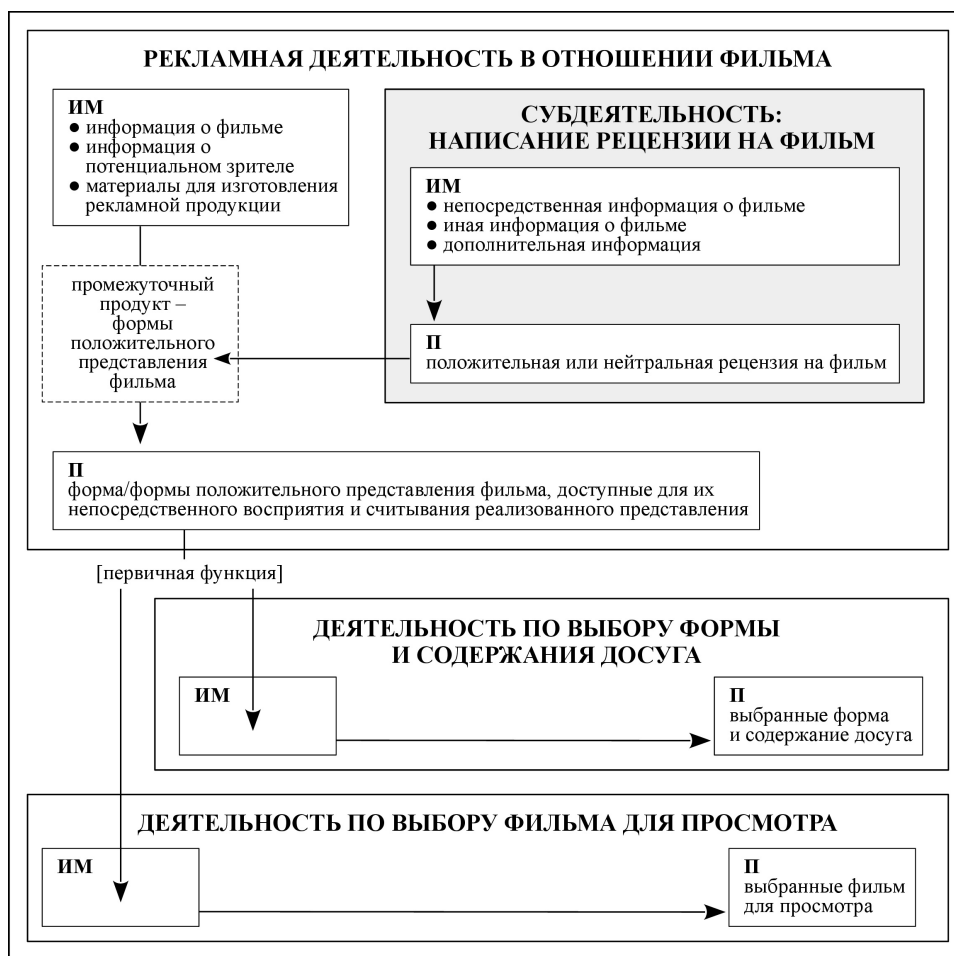 РЕКЛАМНАЯ ДЕЯТЕЛЬНОСТЬ В ОТНОШЕНИИ ФИЛЬМА
ИМ
● информация о фильме
● информация о
потенциальном зрителе
● материалы для изготовления
рекламной продукции
СУБДЕЯТЕЛЬНОСТЬ:
НАПИСАНИЕ РЕЦЕНЗИИ НА ФИЛЬМ
ИМ
● непосредственная информация о фильме
● иная информация о фильме
● дополнительная информация
промежуточный
продукт –
формы
положительного
представления
фильма
П
положительная или нейтральная рецензия на фильм
П
форма/формы положительного представления фильма, доступные для их
непосредственного восприятия и считывания реализованного представления
[первичная функция]
ДЕЯТЕЛЬНОСТЬ ПО ВЫБОРУ ФОРМЫ
И СОДЕРЖАНИЯ ДОСУГА
ИМ
П
выбранные форма
и содержание досуга
ДЕЯТЕЛЬНОСТЬ ПО ВЫБОРУ ФИЛЬМА ДЛЯ ПРОСМОТРА
ИМ
П
выбранные фильм
для просмотра